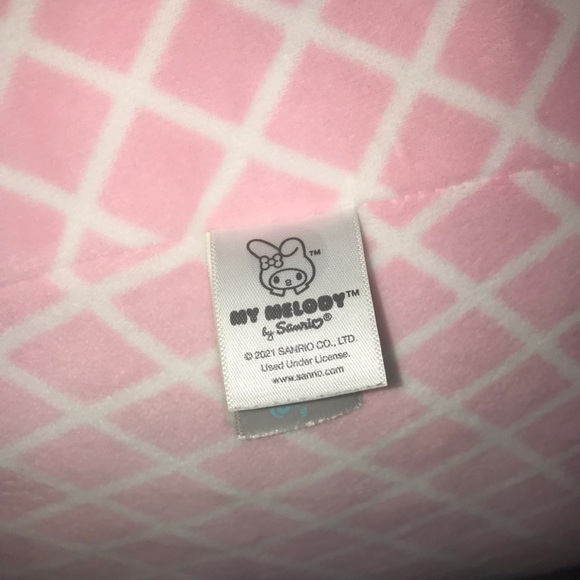 ™
MY MELODY™
by Sanrio®
© 2021 SANRIO CO., LTD.
Used Under License.
www.sanrio.com